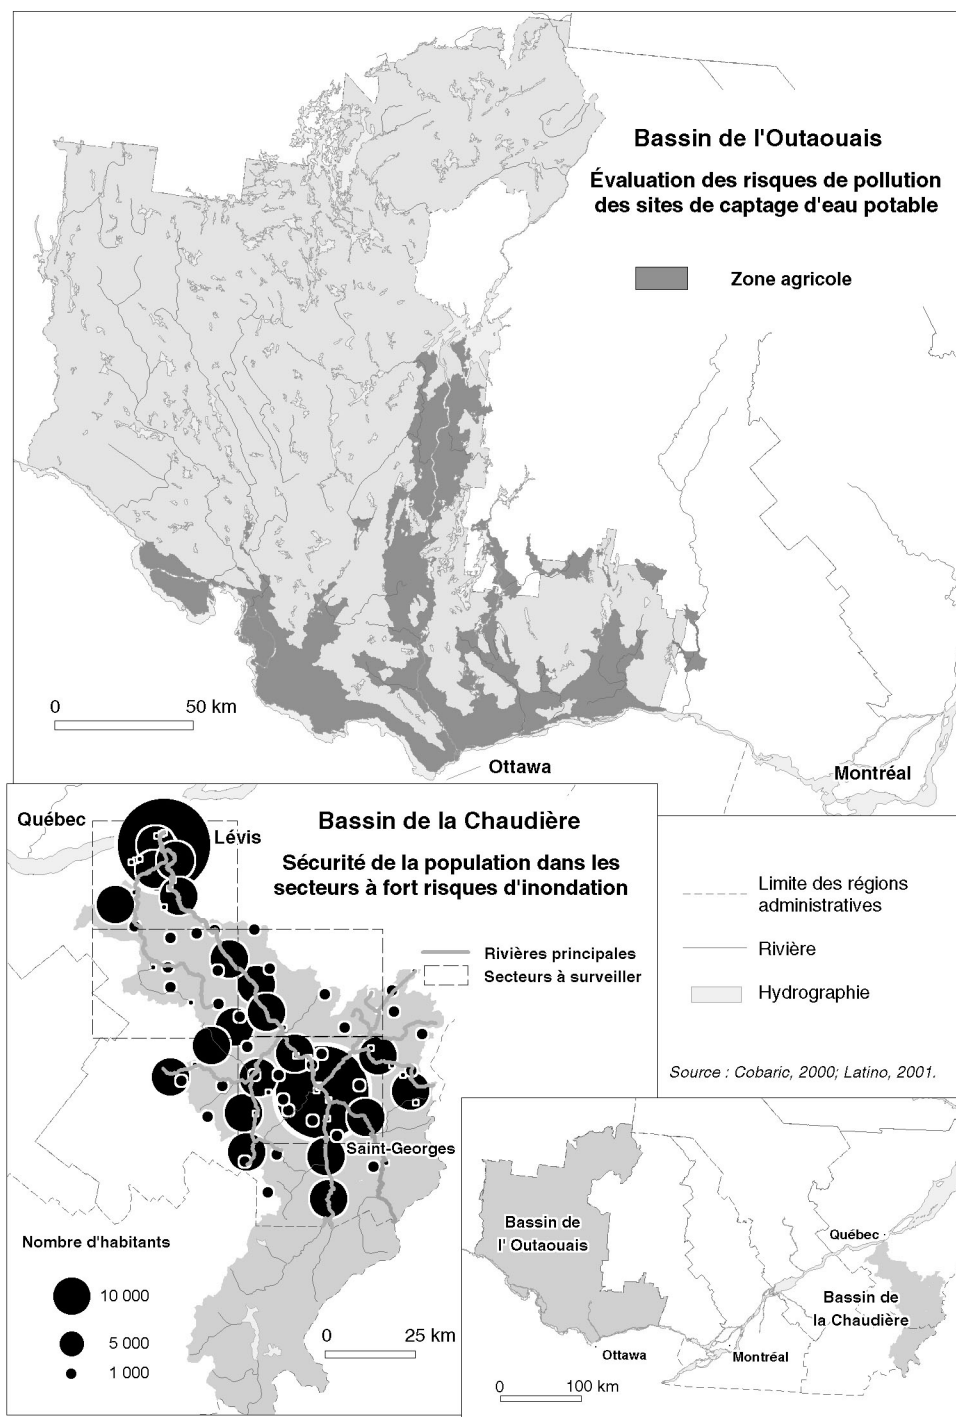 Bassin de l'Outaouais
Évaluation des risques de pollution
des sites de captage d'eau potable
Zone agricole
0 50 km
Ottawa
Montréal
Québec
Lévis
Bassin de la Chaudière
Sécurité de la population dans les
secteurs à fort risques d'inondation
Rivières principales
Secteurs à surveiller
Saint-Georges
Nombre d'habitants
10 000
5 000
1 000
0 25 km
Limite des régions
administratives
Rivière
Hydrographie
Source : Cobaric, 2000; Latino, 2001.
Bassin de
l' Outaouais
Québec
Bassin de
la Chaudière
Ottawa
Montréal
0 100 km